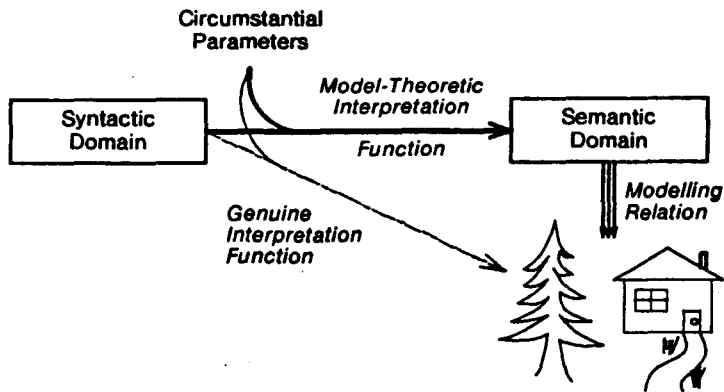 Circumstantial
Parameters
Model-Theoretic
Interpretation
Syntactic
Domain
Function
Semantic
Domain
Modelling
Relation
Genuine
Interpretation
Function